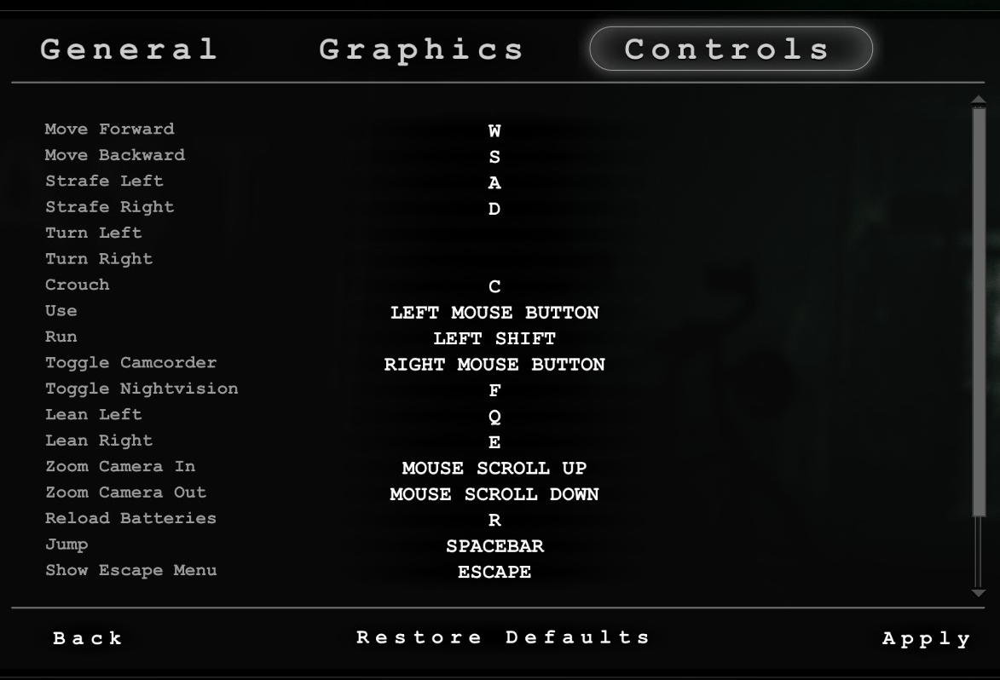 General Graphics Controls
Move Forward W
Move Backward S
Strafe Left A
Strafe Right D
Turn Left
Turn Right
Crouch C
Use LEFT MOUSE BUTTON
Run LEFT SHIFT
Toggle Camcorder RIGHT MOUSE BUTTON
Toggle Nightvision F
Lean Left Q
Lean Right E
Zoom Camera In MOUSE SCROLL UP
Zoom Camera Out MOUSE SCROLL DOWN
Reload Batteries R
Jump SPACEBAR
Show Escape Menu ESCAPE
Back Restore Defaults Apply